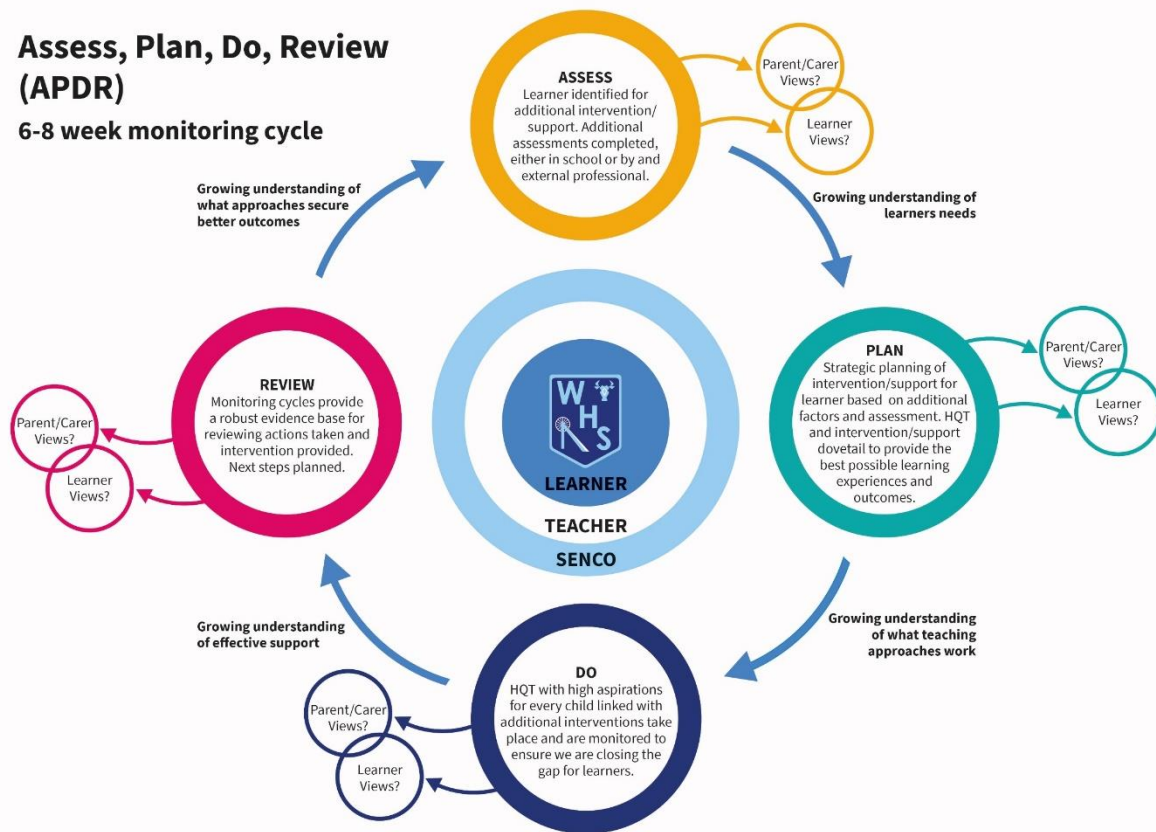 Assess, Plan, Do, Review
(APDR)
6-8 week monitoring cycle
ASSESS
Learner identified for
additional intervention/
support. Additional
assessments completed,
either in school or by and
external professional.
Parent/Carer
Views?
Learner
Views?
Growing understanding of
learners needs
PLAN
Strategic planning of
intervention/support for
learner based on additional
factors and assessment. HQT
and intervention/support
dovetail to provide the
best possible learning
experiences and
outcomes.
Parent/Carer
Views?
Learner
Views?
Growing understanding
of what teaching
approaches work
DO
HQT with high aspirations
for every child linked with
additional interventions take
place and are monitored to
ensure we are closing the
gap for learners.
Parent/Carer
Views?
Learner
Views?
Growing understanding
of effective support
REVIEW
Monitoring cycles provide
a robust evidence base for
reviewing actions taken and
intervention provided.
Next steps planned.
Parent/Carer
Views?
Learner
Views?
Growing understanding of
what approaches secure
better outcomes
W
H
S
LEARNER
TEACHER
SENCO